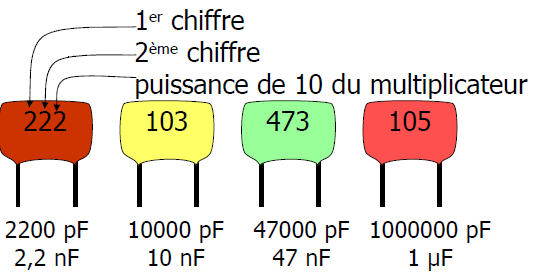 1er chiffre
2ème chiffre
puissance de 10 du multiplicateur
222 103 473 105
2200 pF 10000 pF 47000 pF 1000000 pF
2,2 nF 10 nF 47 nF 1 µF